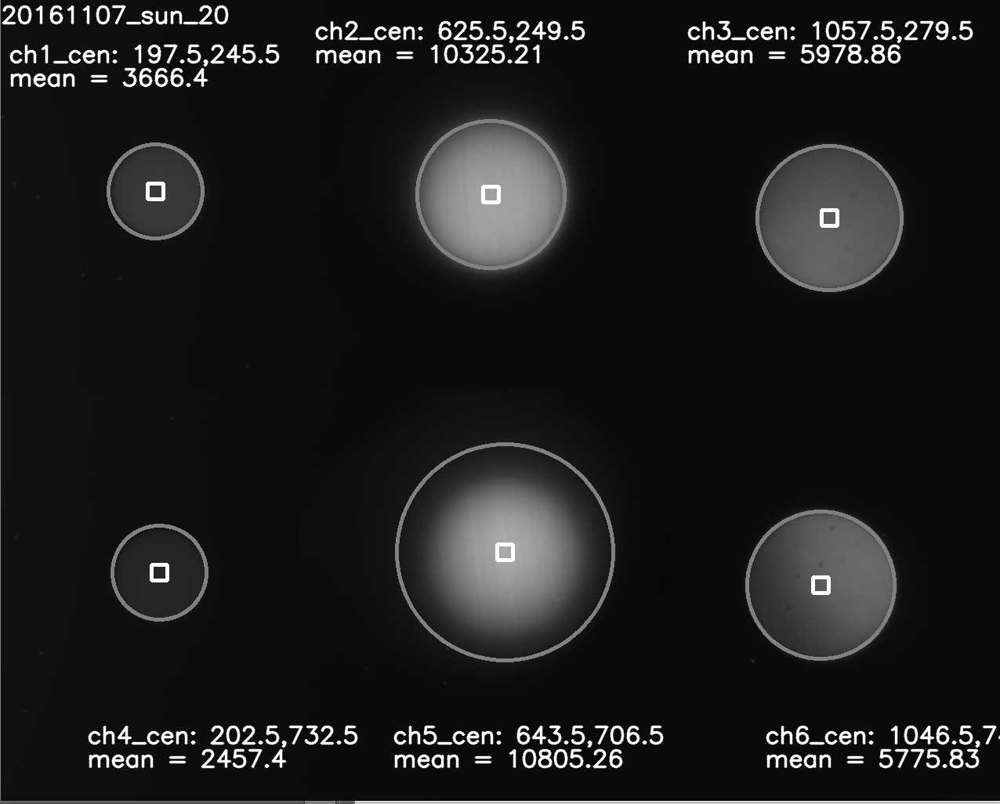 20161107_sun_20
ch1_cen: 197.5,245.5
mean = 3666.4
ch2_cen: 625.5,249.5
mean = 10325.21
ch3_cen: 1057.5,279.5
mean = 5978.86
ch4_cen: 202.5,732.5
mean = 2457.4
ch5_cen: 643.5,706.5
mean = 10805.26
ch6_cen: 1046.5,74
mean = 5775.83